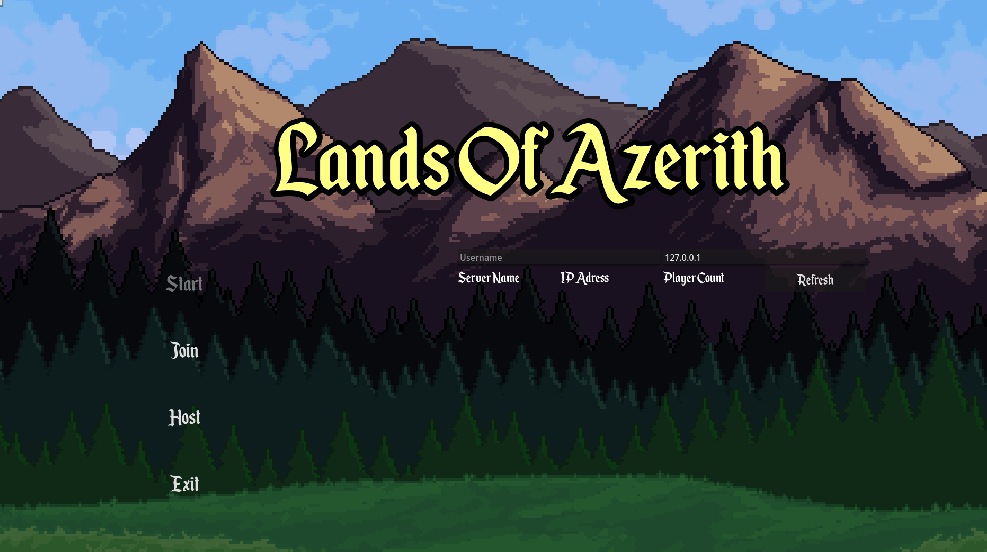 Lands Of Azerith
Username 127.0.0.1
Server Name IP Adress Player Count Refresh
Start
Join
Host
Exit